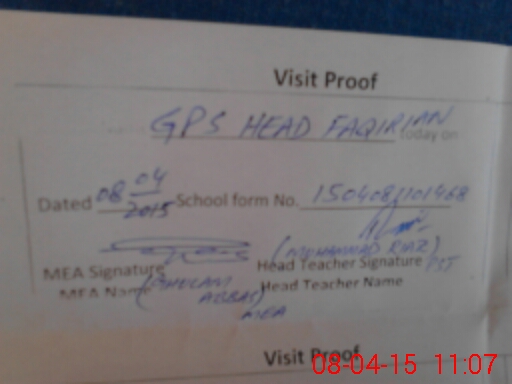 Visit Proof
GPS HEAD FAQIRIAN today on
Dated 08 04 2015 School form No. 150408101468
(MUHAMMAD RIAZ)
MEA Signature Head Teacher Signature PST
MEA Name (GHULAM ABBAS) Head Teacher Name
MEA
Visit Proof
08-04-15 11:07